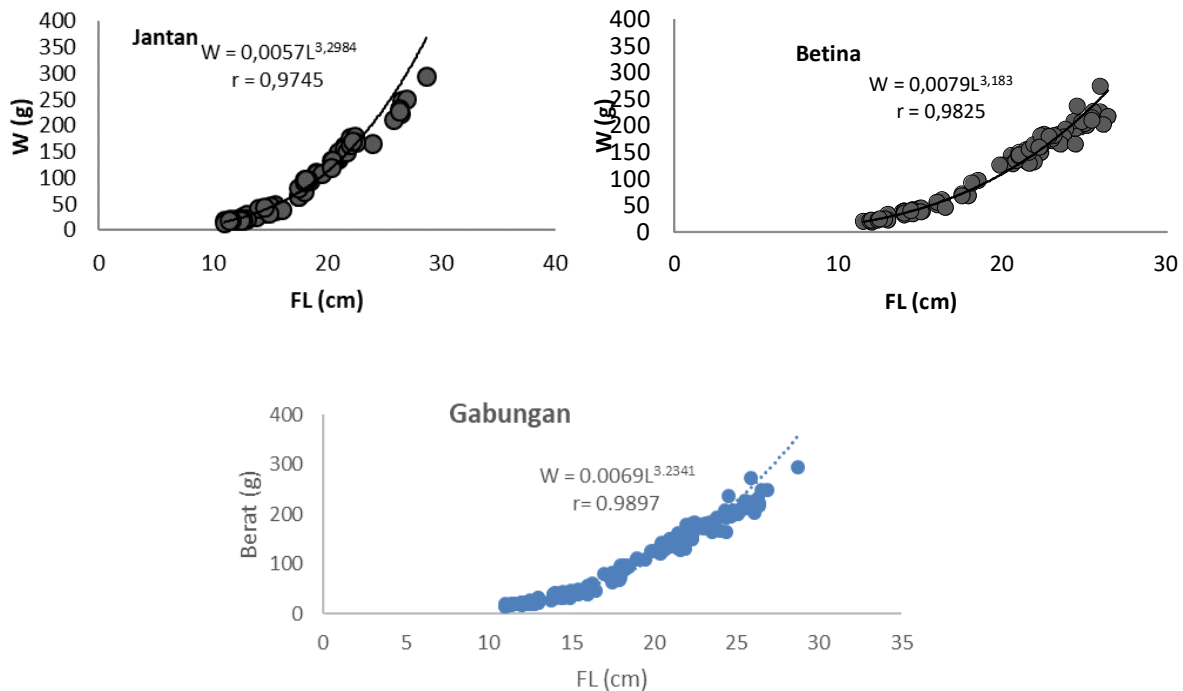 Jantan
W = 0,0057L^3,2984
r = 0,9745
400
350
300
250
200
150
100
50
0
W (g)
0 10 20 30 40
FL (cm)
Betina
W = 0,0079L^3,183
r = 0,9825
400
350
300
250
200
150
100
50
0
W (g)
0 10 20 30
FL (cm)
Gabungan
W = 0.0069L^3.2341
r= 0.9897
400
300
200
100
0
Berat (g)
0 5 10 15 20 25 30 35
FL (cm)